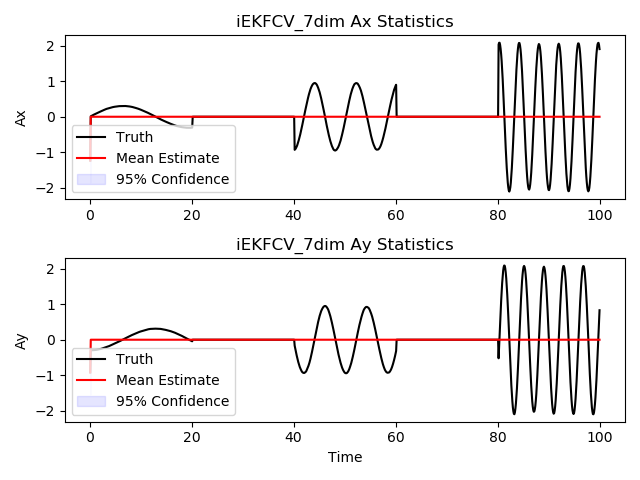 iEKFCV_7dim Ax Statistics
2
1
0
−1
−2
Ax
Truth
Mean Estimate
95% Confidence
0
20
40
60
80
100
iEKFCV_7dim Ay Statistics
2
1
0
−1
−2
Ay
Truth
Mean Estimate
95% Confidence
0
20
40
60
80
100
Time